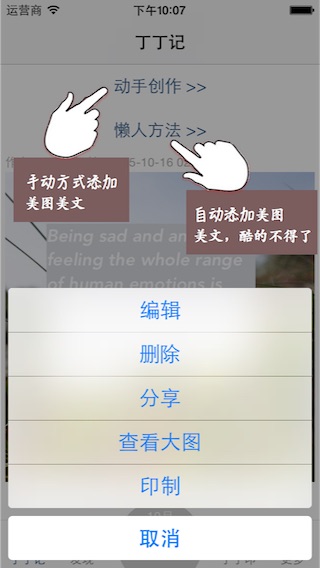 运营商 下午10:07
丁丁记
动手创作 >>
懒人方法 >>
5-10-16 02
手动方式添加
美图美文
自动添加美图
美文，酷的不得了
Being sad and an
feeling the whole range
of human emotions is
编辑
删除
分享
查看大图
印制
10月
取消
丁丁记 发现 丁丁印 更多